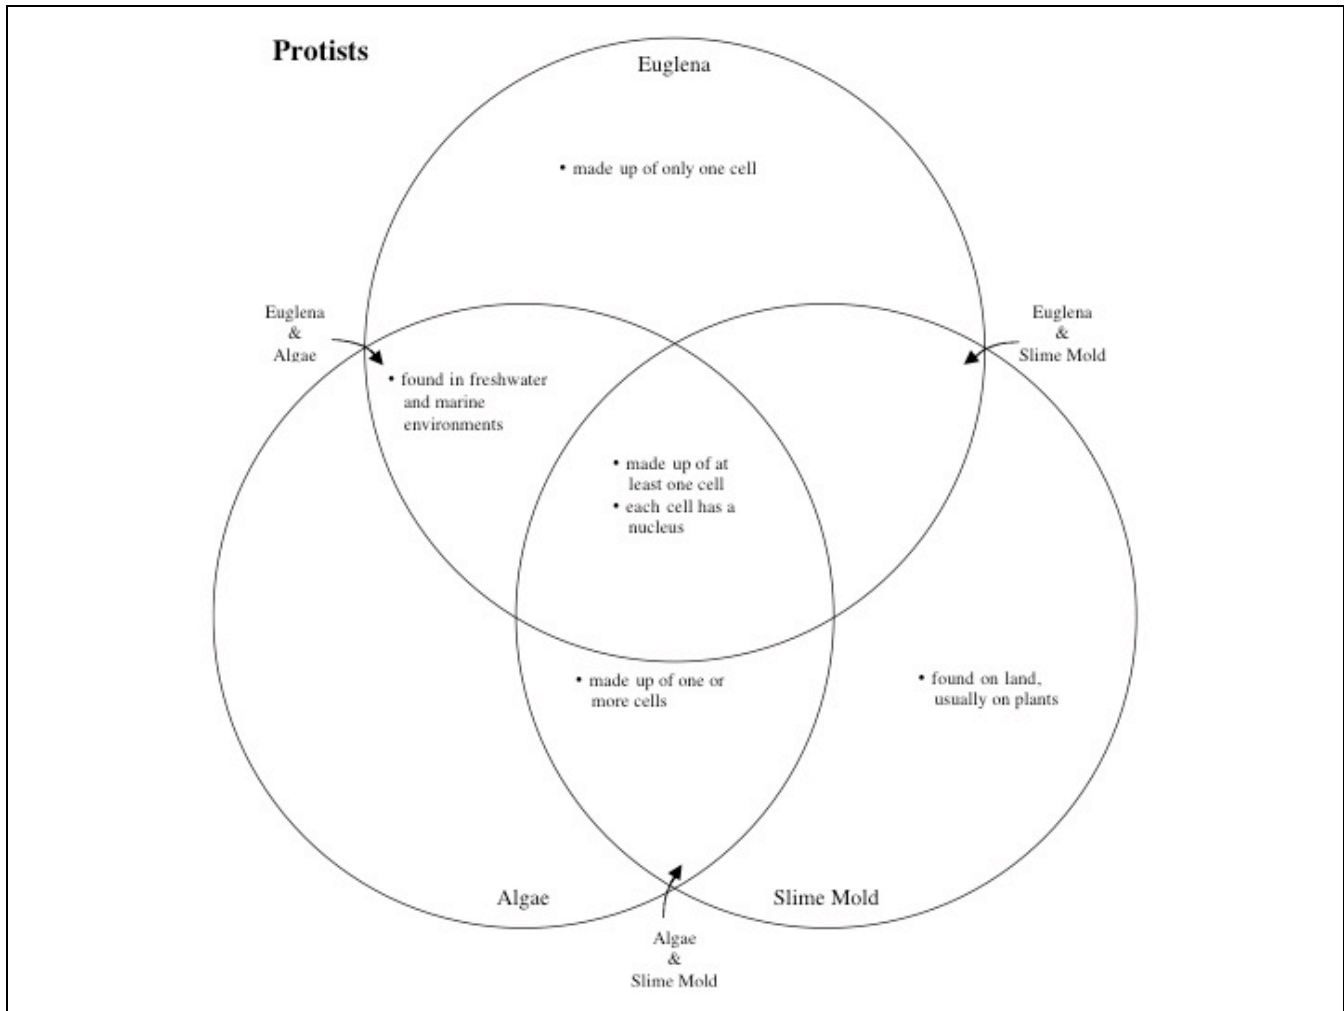 Protists
Euglena
• made up of only one cell
Euglena
&
Algae
Euglena
&
Slime Mold
• found in freshwater
and marine
environments
• made up of at
least one cell
• each cell has a
nucleus
• made up of one or
more cells
• found on land,
usually on plants
Algae
Slime Mold
Algae
&
Slime Mold